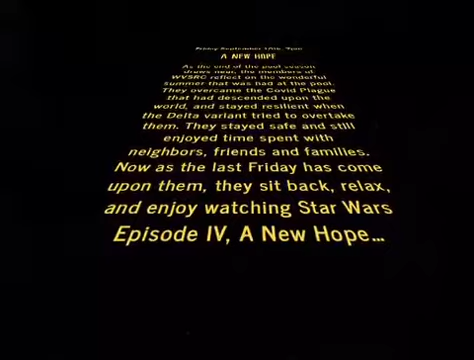 Friday September 10th, 9pm
A NEW HOPE
As the end of the pool season
draws near, the members of
WVSRC reflect on the wonderful
summer that was had at the pool.
They overcame the Covid Plague
that had descended upon the
world, and stayed resilient when
the Delta variant tried to overtake
them. They stayed safe and still
enjoyed time spent with
neighbors, friends and families.
Now as the last Friday has come
upon them, they sit back, relax,
and enjoy watching Star Wars
Episode IV, A New Hope...